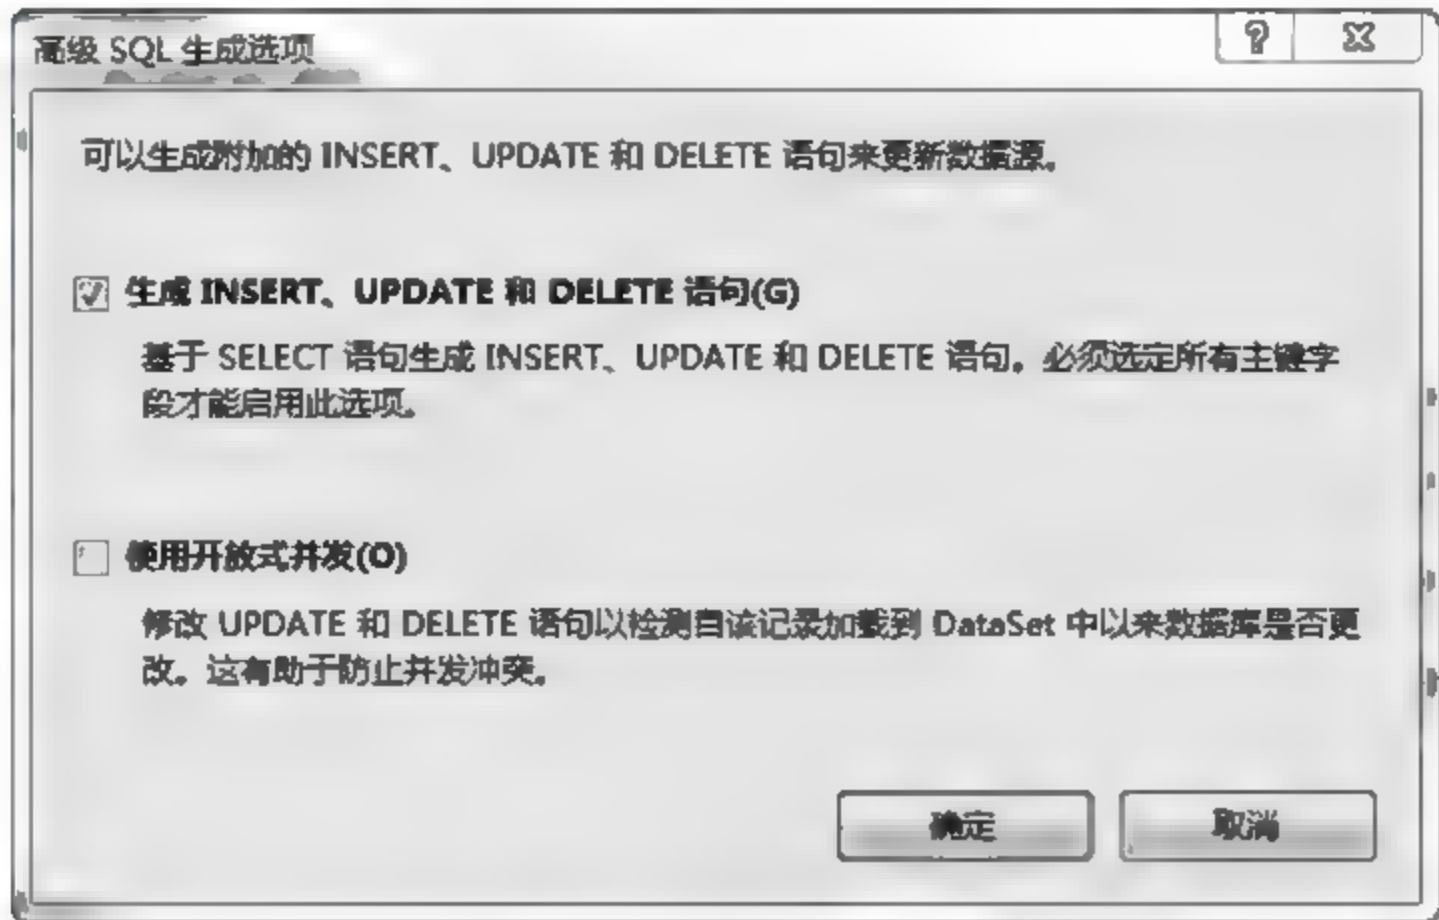 高级 SQL 生成选项
可以生成附加的 INSERT、UPDATE 和 DELETE 语句来更新数据源。
生成 INSERT、UPDATE 和 DELETE 语句(G)
基于 SELECT 语句生成 INSERT、UPDATE 和 DELETE 语句。必须选定所有主键字
段才能启用此选项。
使用开放式并发(O)
修改 UPDATE 和 DELETE 语句以检测自该记录加载到 DataSet 中以来数据库是否更
改。这有助于防止并发冲突。
确定
取消